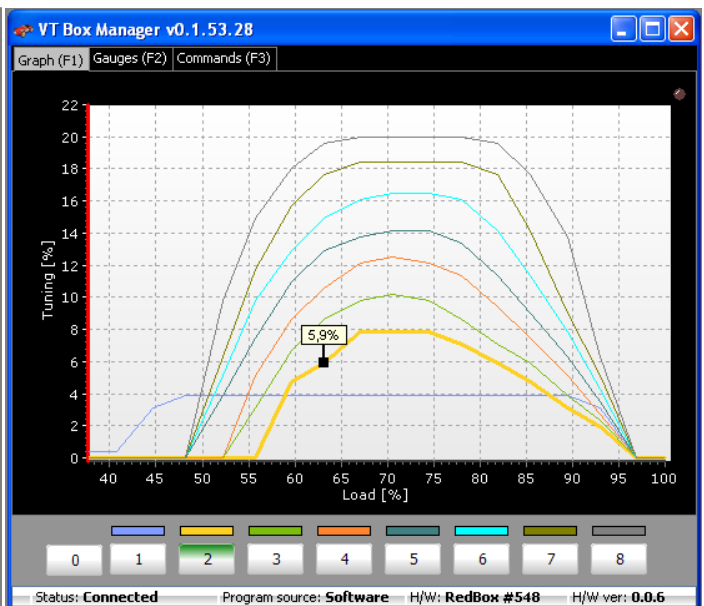 VT Box Manager v0.1.53.28
Graph (F1) Gauges (F2) Commands (F3)
22
20
18
16
14
12
10
8
6
4
2
0
Tuning [%]
5,9%
40 45 50 55 60 65 70 75 80 85 90 95 100
Load [%]
0 1 2 3 4 5 6 7 8
Status: Connected Program source: Software H/W: RedBox #548 H/W ver: 0.0.6